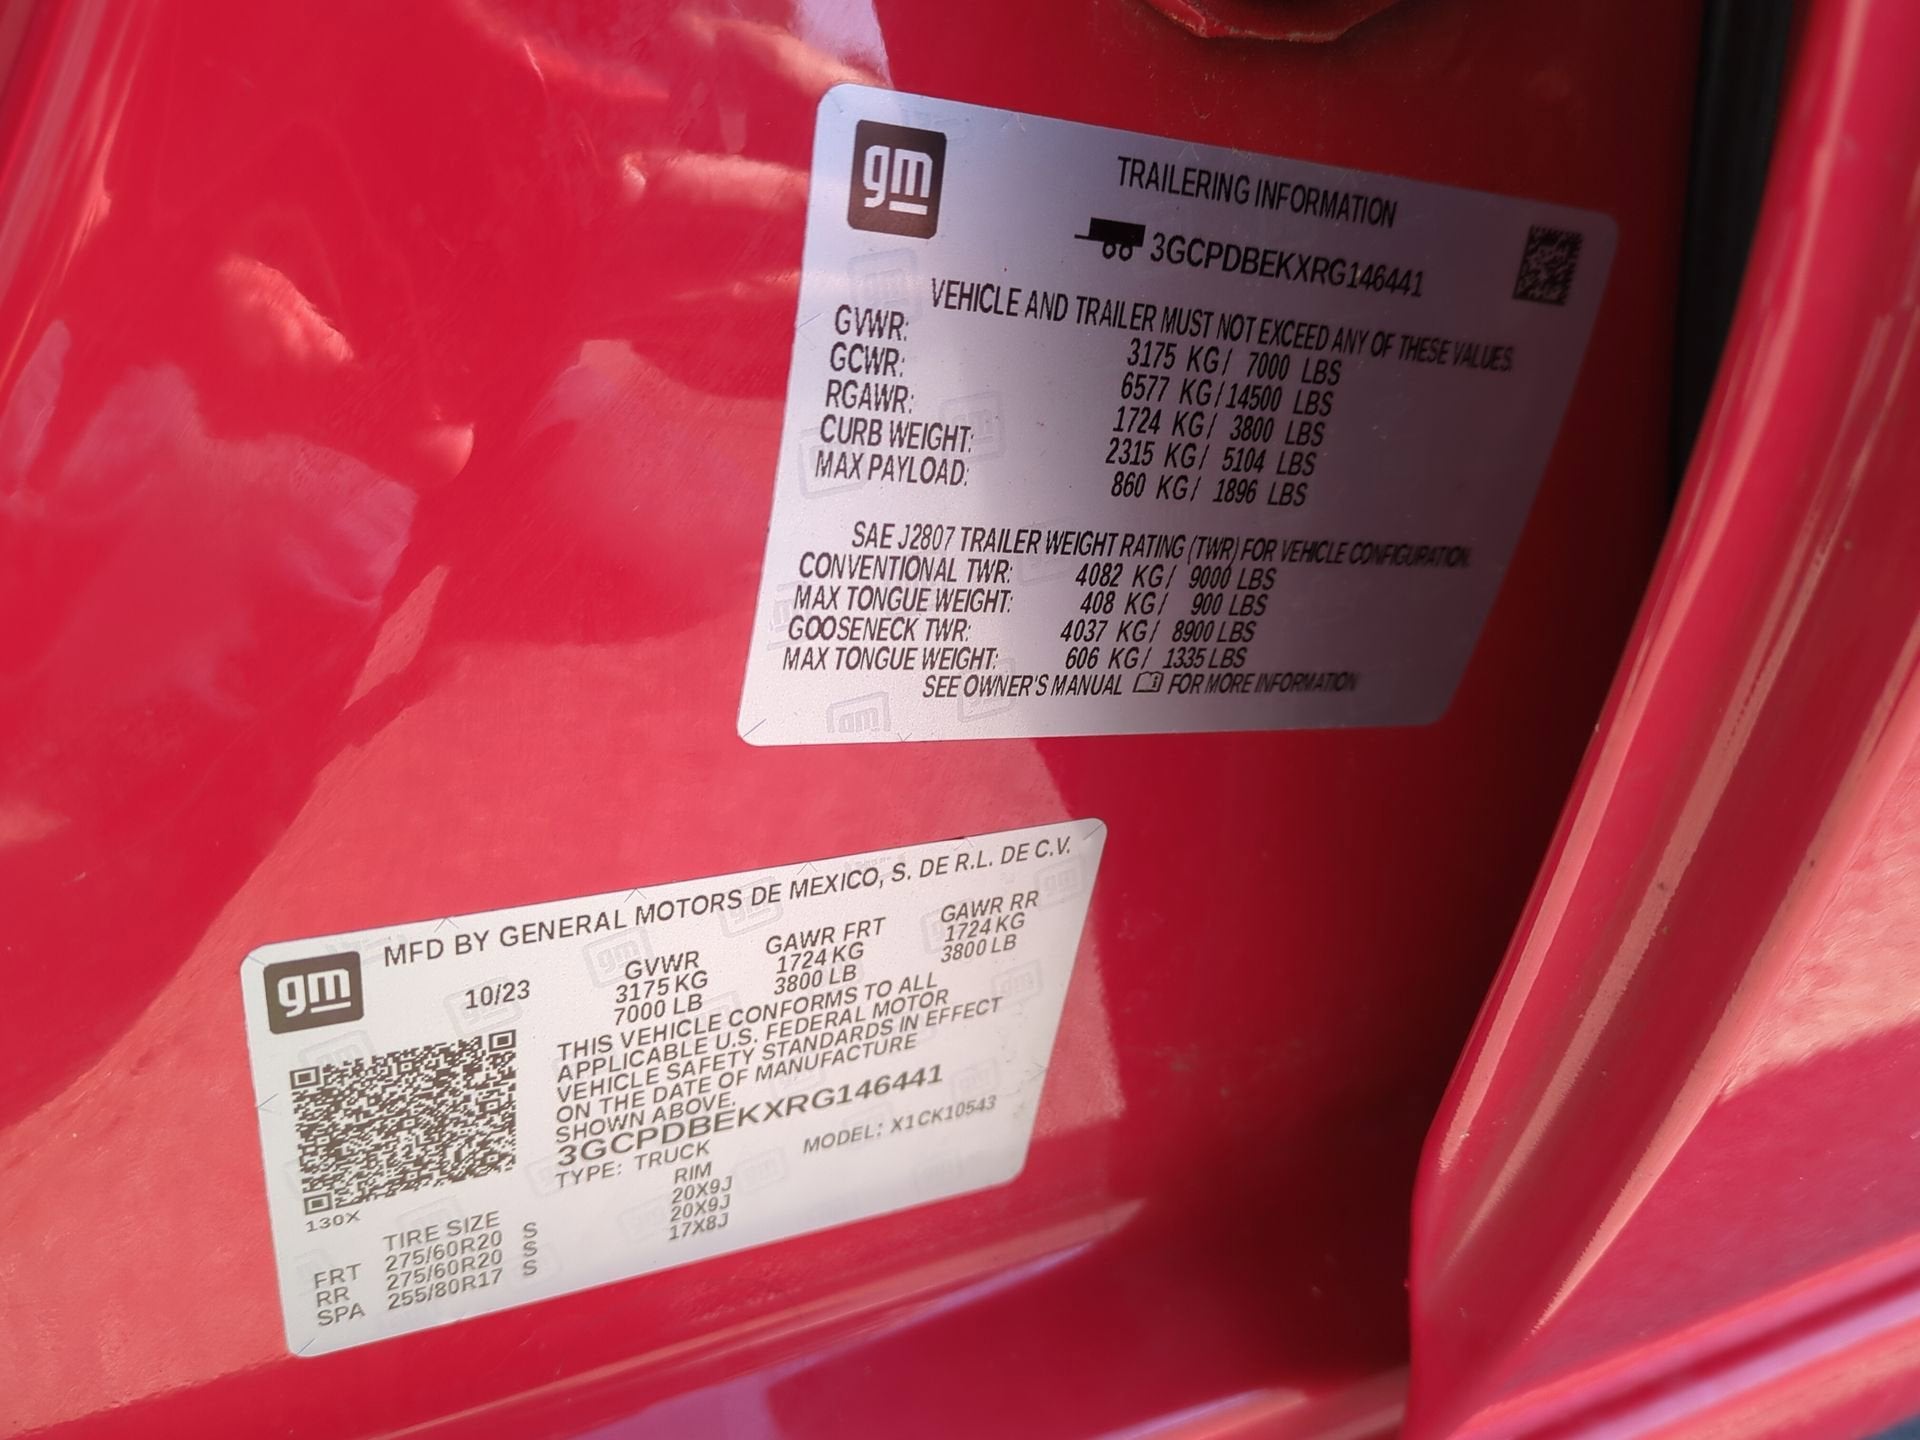 gm
TRAILERING INFORMATION
3GCPDBEKXRG146441
VEHICLE AND TRAILER MUST NOT EXCEED ANY OF THESE VALUES.
GVWR: 3175 KG/ 7000 LBS
GCWR: 6577 KG/14500 LBS
RGAWR: 1724 KG/ 3800 LBS
CURB WEIGHT: 2315 KG/ 5104 LBS
MAX PAYLOAD: 860 KG/ 1896 LBS
SAE J2807 TRAILER WEIGHT RATING (TWR) FOR VEHICLE CONFIGURATION.
CONVENTIONAL TWR: 4082 KG/ 9000 LBS
MAX TONGUE WEIGHT: 408 KG/ 900 LBS
GOOSENECK TWR: 4037 KG/ 8900 LBS
MAX TONGUE WEIGHT: 606 KG/ 1335 LBS
SEE OWNER'S MANUAL FOR MORE INFORMATION
gm
MFD BY GENERAL MOTORS DE MEXICO, S. DE R.L. DE C.V.
10/23 GVWR GAWR FRT GAWR RR
3175 KG 1724 KG 1724 KG
7000 LB 3800 LB 3800 LB
THIS VEHICLE CONFORMS TO ALL
APPLICABLE U.S. FEDERAL MOTOR
VEHICLE SAFETY STANDARDS IN EFFECT
ON THE DATE OF MANUFACTURE
SHOWN ABOVE.
3GCPDBEKXRG146441
TYPE: TRUCK MODEL: X1CK10543
130X
TIRE SIZE RIM
FRT 275/60R20 S 20X9J
RR 275/60R20 S 20X9J
SPA 255/80R17 S 17X8J